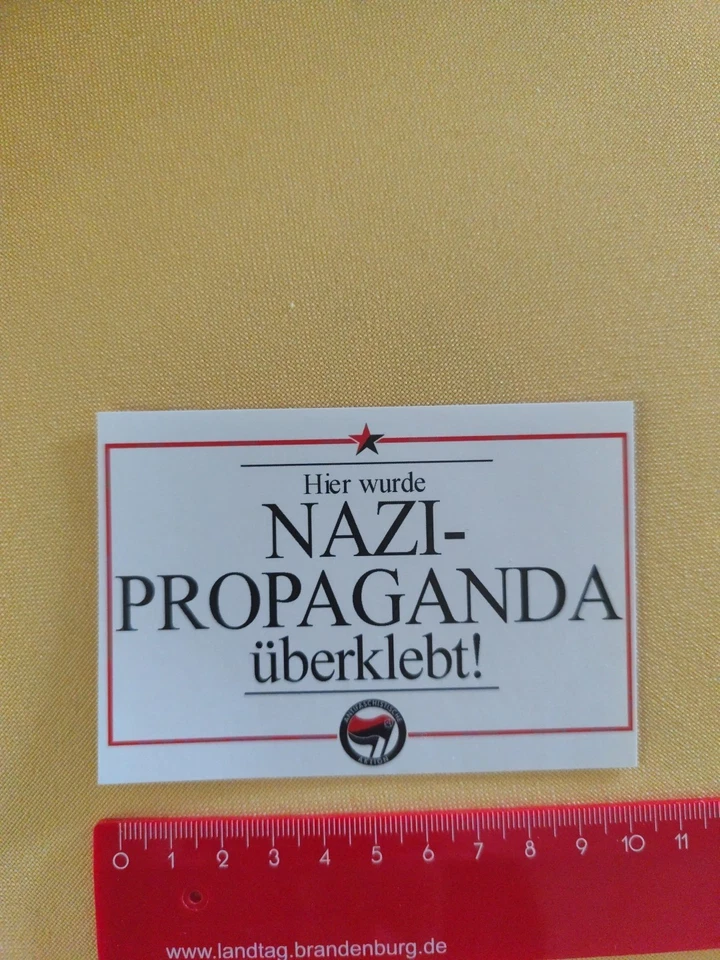 Hier wurde
NAZI-
PROPAGANDA
überklebt!
ANTIFASCHISTISCHE
AKTION
0 1 2 3 4 5 6 7 8 9 10 11
www.landtag.brandenburg.de